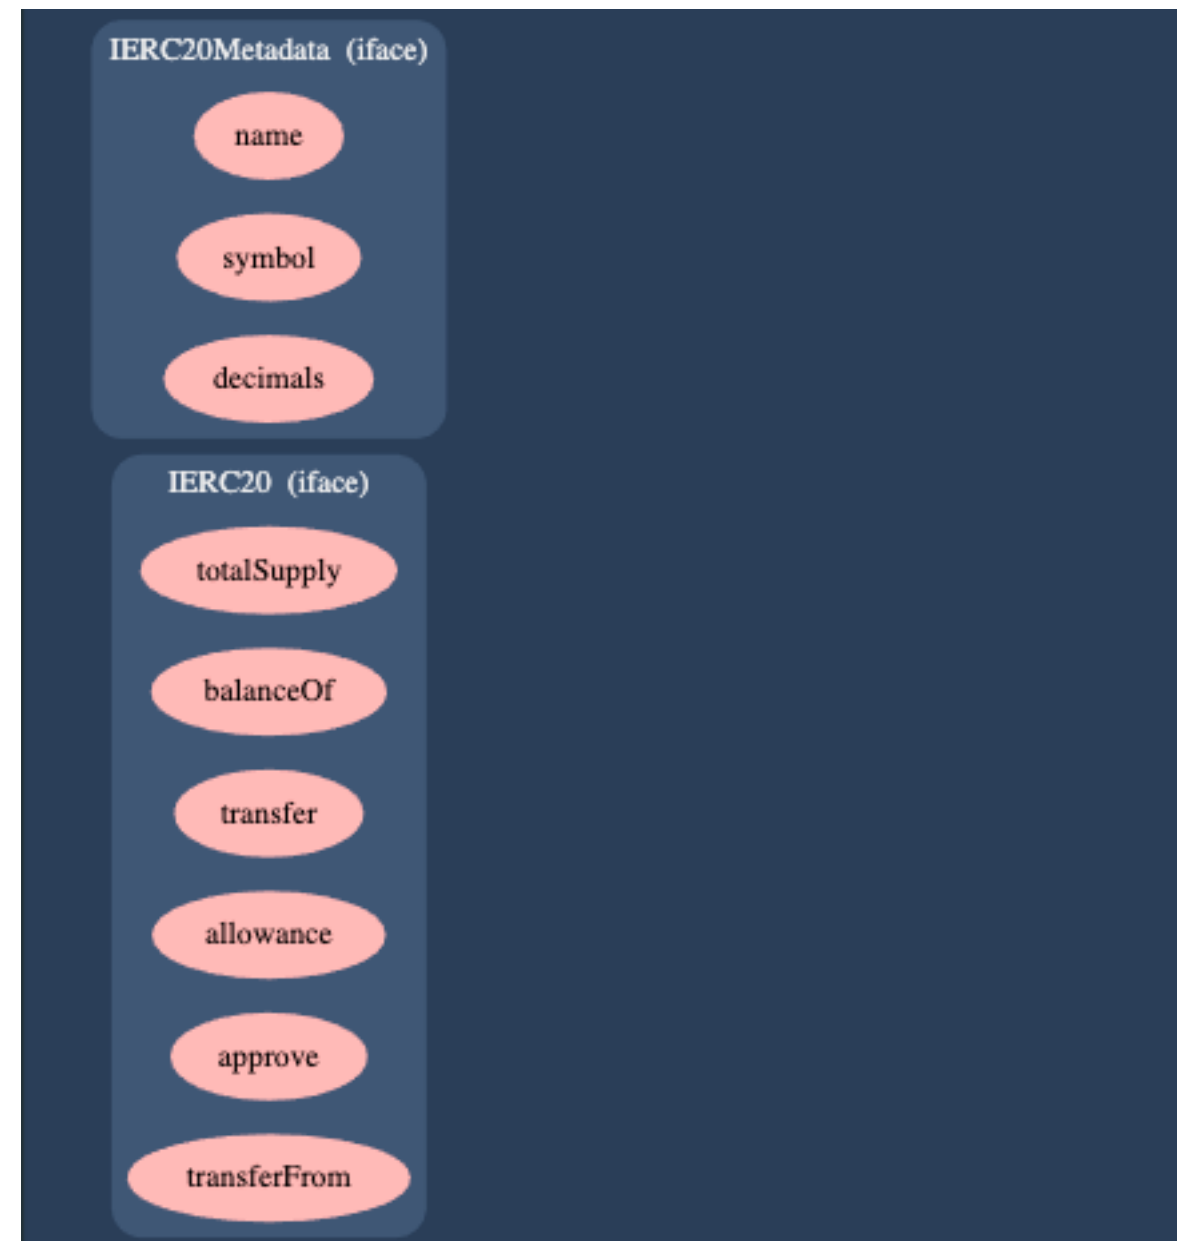 IERC20Metadata (iface)
name
symbol
decimals
IERC20 (iface)
totalSupply
balanceOf
transfer
allowance
approve
transferFrom